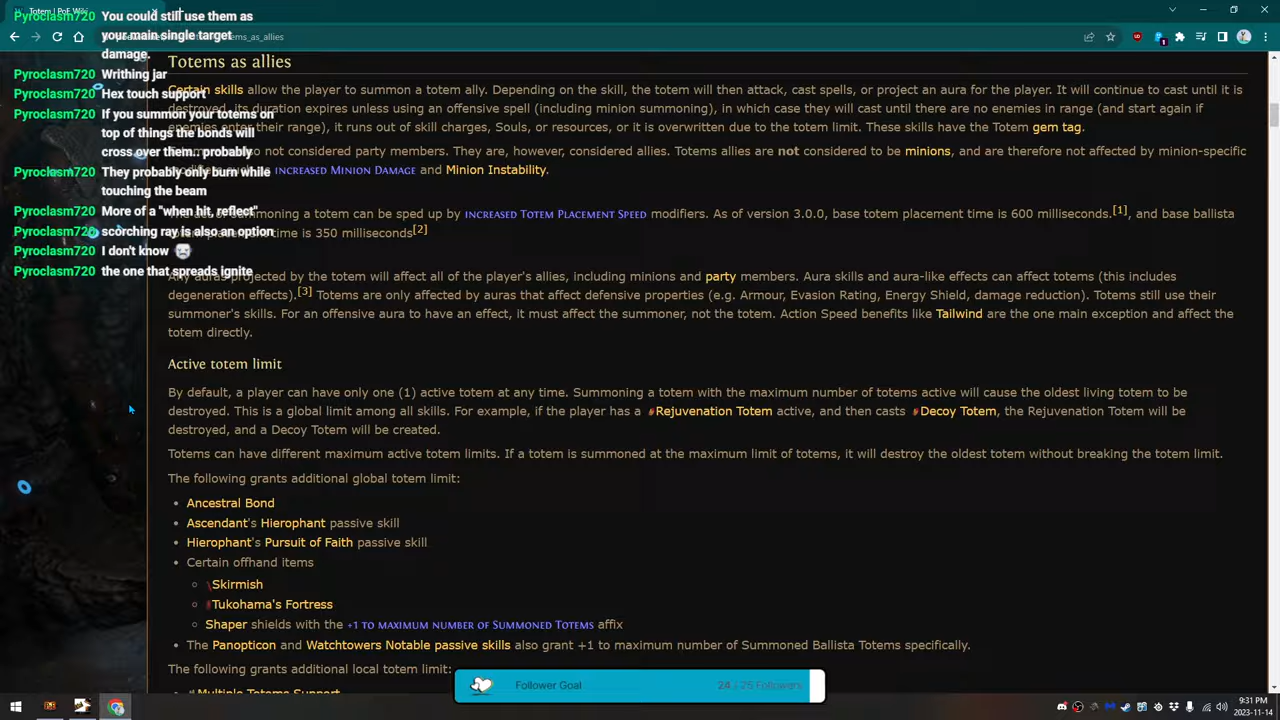 Totem | PoE Wiki
Pyroclasm720 You could still use them as
your main single target
damage.
Pyroclasm720 Writhing jar
Pyroclasm720 Hex touch support
Pyroclasm720 If you summon your totems on
top of things the bonds will
cross over them, probably
Pyroclasm720 They probably only burn while
touching the beam
Pyroclasm720 More of a "when hit, reflect"
Pyroclasm720 scorching ray is also an option
Pyroclasm720 I don't know
Pyroclasm720 the one that spreads ignite
Totems as allies
Certain skills allow the player to summon a totem ally. Depending on the skill, the totem will then attack, cast spells, or project an aura for the player. It will continue to cast until it is
destroyed, its duration expires unless using an offensive spell (including minion summoning), in which case they will cast until there are no enemies in range (and start again if
enemies enter their range), it runs out of skill charges, Souls, or resources, or it is overwritten due to the totem limit. These skills have the Totem gem tag.
not considered party members. They are, however, considered allies. Totems allies are not considered to be minions, and are therefore not affected by minion-specific
INCREASED MINION DAMAGE and Minion Instability.
summoning a totem can be sped up by INCREASED TOTEM PLACEMENT SPEED modifiers. As of version 3.0.0, base totem placement time is 600 milliseconds.[1], and base ballista
time is 350 milliseconds[2]
Any auras projected by the totem will affect all of the player's allies, including minions and party members. Aura skills and aura-like effects can affect totems (this includes
degeneration effects).[3] Totems are only affected by auras that affect defensive properties (e.g. Armour, Evasion Rating, Energy Shield, damage reduction). Totems still use their
summoner's skills. For an offensive aura to have an effect, it must affect the summoner, not the totem. Action Speed benefits like Tailwind are the one main exception and affect the
totem directly.
Active totem limit
By default, a player can have only one (1) active totem at any time. Summoning a totem with the maximum number of totems active will cause the oldest living totem to be
destroyed. This is a global limit among all skills. For example, if the player has a Rejuvenation Totem active, and then casts Decoy Totem, the Rejuvenation Totem will be
destroyed, and a Decoy Totem will be created.
Totems can have different maximum active totem limits. If a totem is summoned at the maximum limit of totems, it will destroy the oldest totem without breaking the totem limit.
The following grants additional global totem limit:
• Ancestral Bond
• Ascendant's Hierophant passive skill
• Hierophant's Pursuit of Faith passive skill
• Certain offhand items
Skirmish
Tukohama's Fortress
Shaper shields with the +1 TO MAXIMUM NUMBER OF SUMMONED TOTEMS affix
• The Panopticon and Watchtowers Notable passive skills also grant +1 to maximum number of Summoned Ballista Totems specifically.
The following grants additional local totem limit:
• Multiple Totems Support
Follower Goal 24 / 25 Followers
9:31 PM
2023-11-14